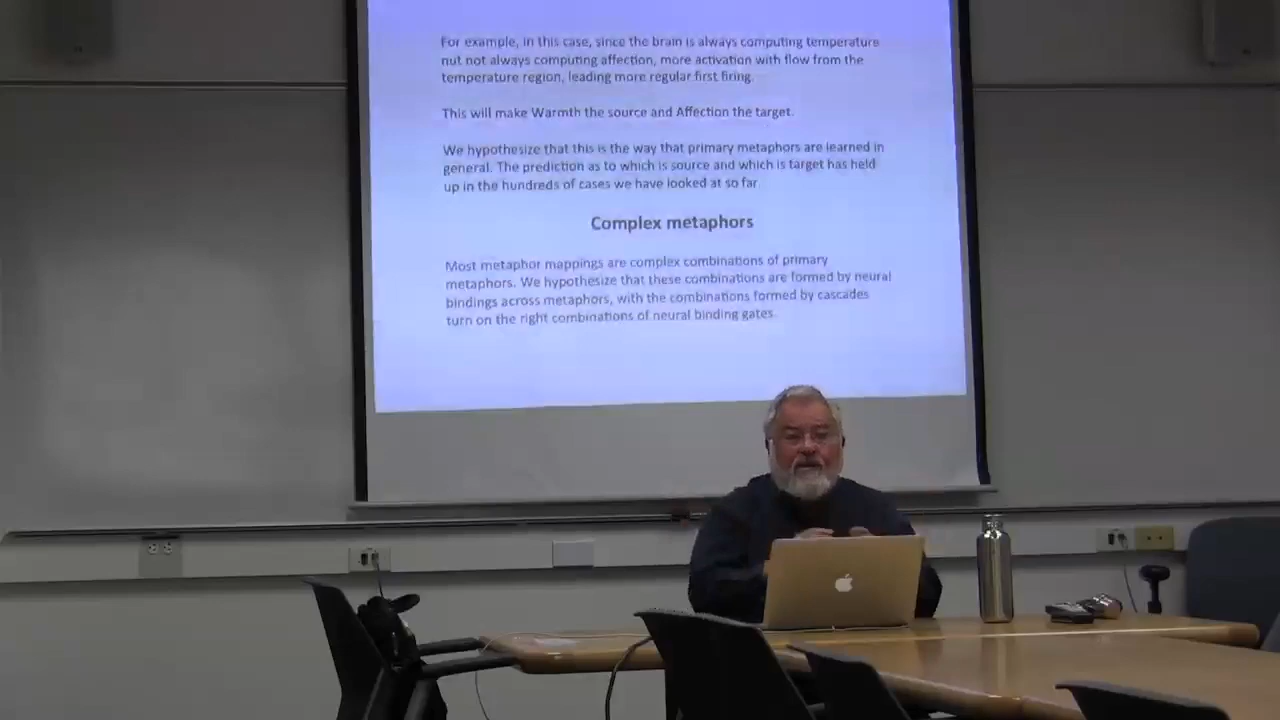 For example, in this case, since the brain is always computing temperature
nut not always computing affection, more activation with flow from the
temperature region, leading more regular first firing.
This will make Warmth the source and Affection the target.
We hypothesize that this is the way that primary metaphors are learned in
general. The prediction as to which is source and which is target has held
up in the hundreds of cases we have looked at so far
Complex metaphors
Most metaphor mappings are complex combinations of primary
metaphors. We hypothesize that these combinations are formed by neural
bindings across metaphors, with the combinations formed by cascades
turn on the right combinations of neural binding gates.